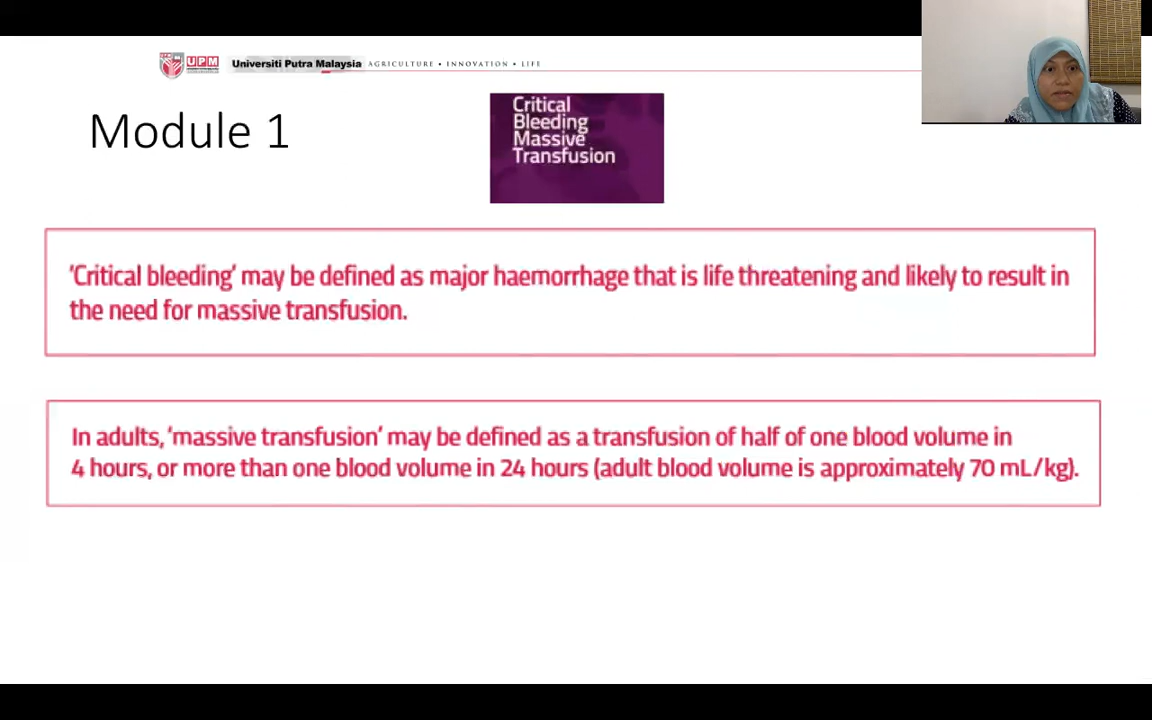 UPM
Universiti Putra Malaysia AGRICULTURE • INNOVATION • LIFE
Module 1
Critical
Bleeding
Massive
Transfusion
'Critical bleeding' may be defined as major haemorrhage that is life threatening and likely to result in
the need for massive transfusion.
In adults, 'massive transfusion' may be defined as a transfusion of half of one blood volume in
4 hours, or more than one blood volume in 24 hours (adult blood volume is approximately 70 mL/kg).